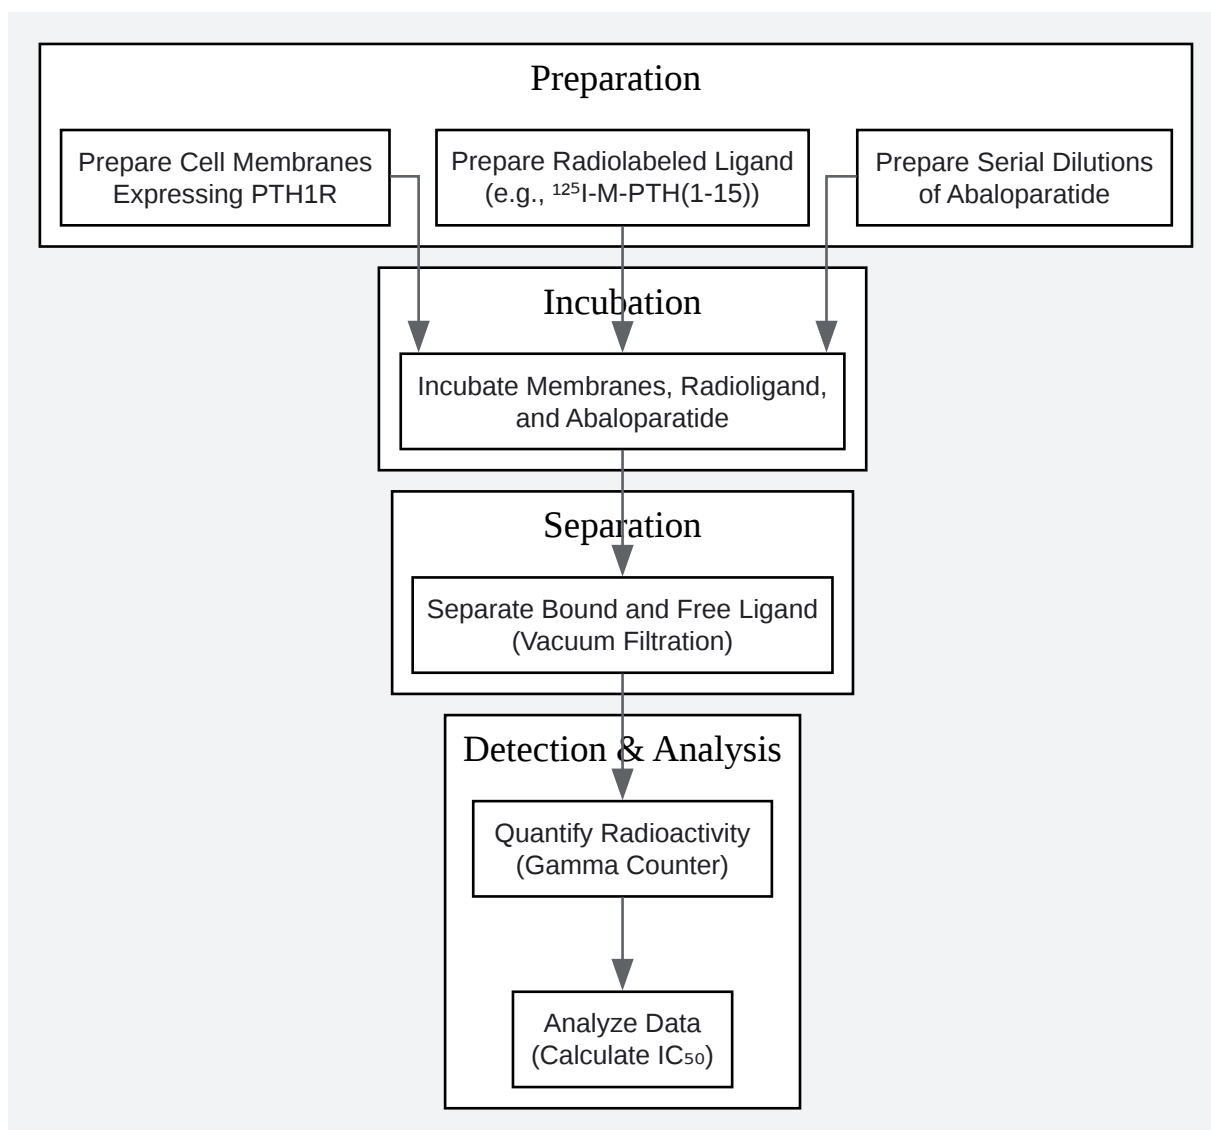 Preparation
Prepare Cell Membranes
Expressing PTH1R
Prepare Radiolabeled Ligand
(e.g., ¹²⁵I-M-PTH(1-15))
Prepare Serial Dilutions
of Abaloparatide
Incubation
Incubate Membranes, Radioligand,
and Abaloparatide
Separation
Separate Bound and Free Ligand
(Vacuum Filtration)
Detection & Analysis
Quantify Radioactivity
(Gamma Counter)
Analyze Data
(Calculate IC₅₀)